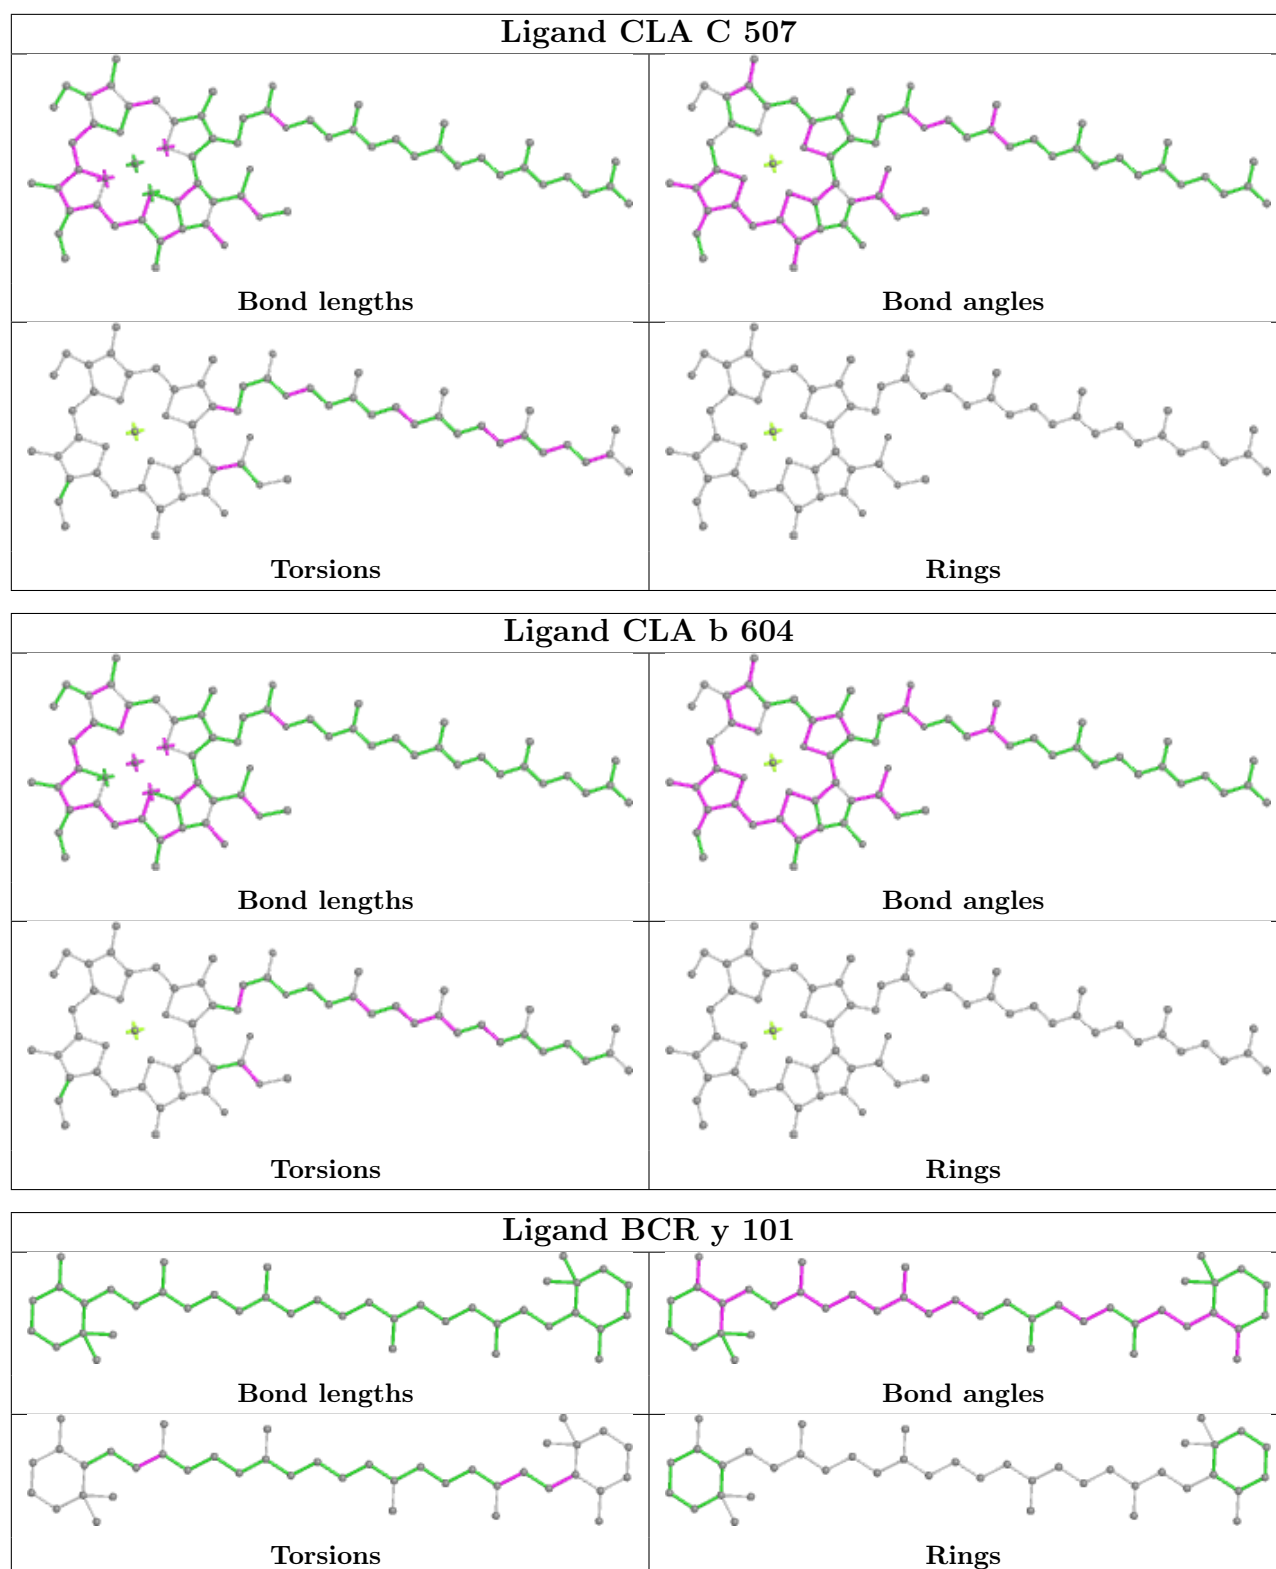 Ligand CLA C 507
Bond lengths
Bond angles
Torsions
Rings
Ligand CLA b 604
Bond lengths
Bond angles
Torsions
Rings
Ligand BCR y 101
Bond lengths
Bond angles
Torsions
Rings